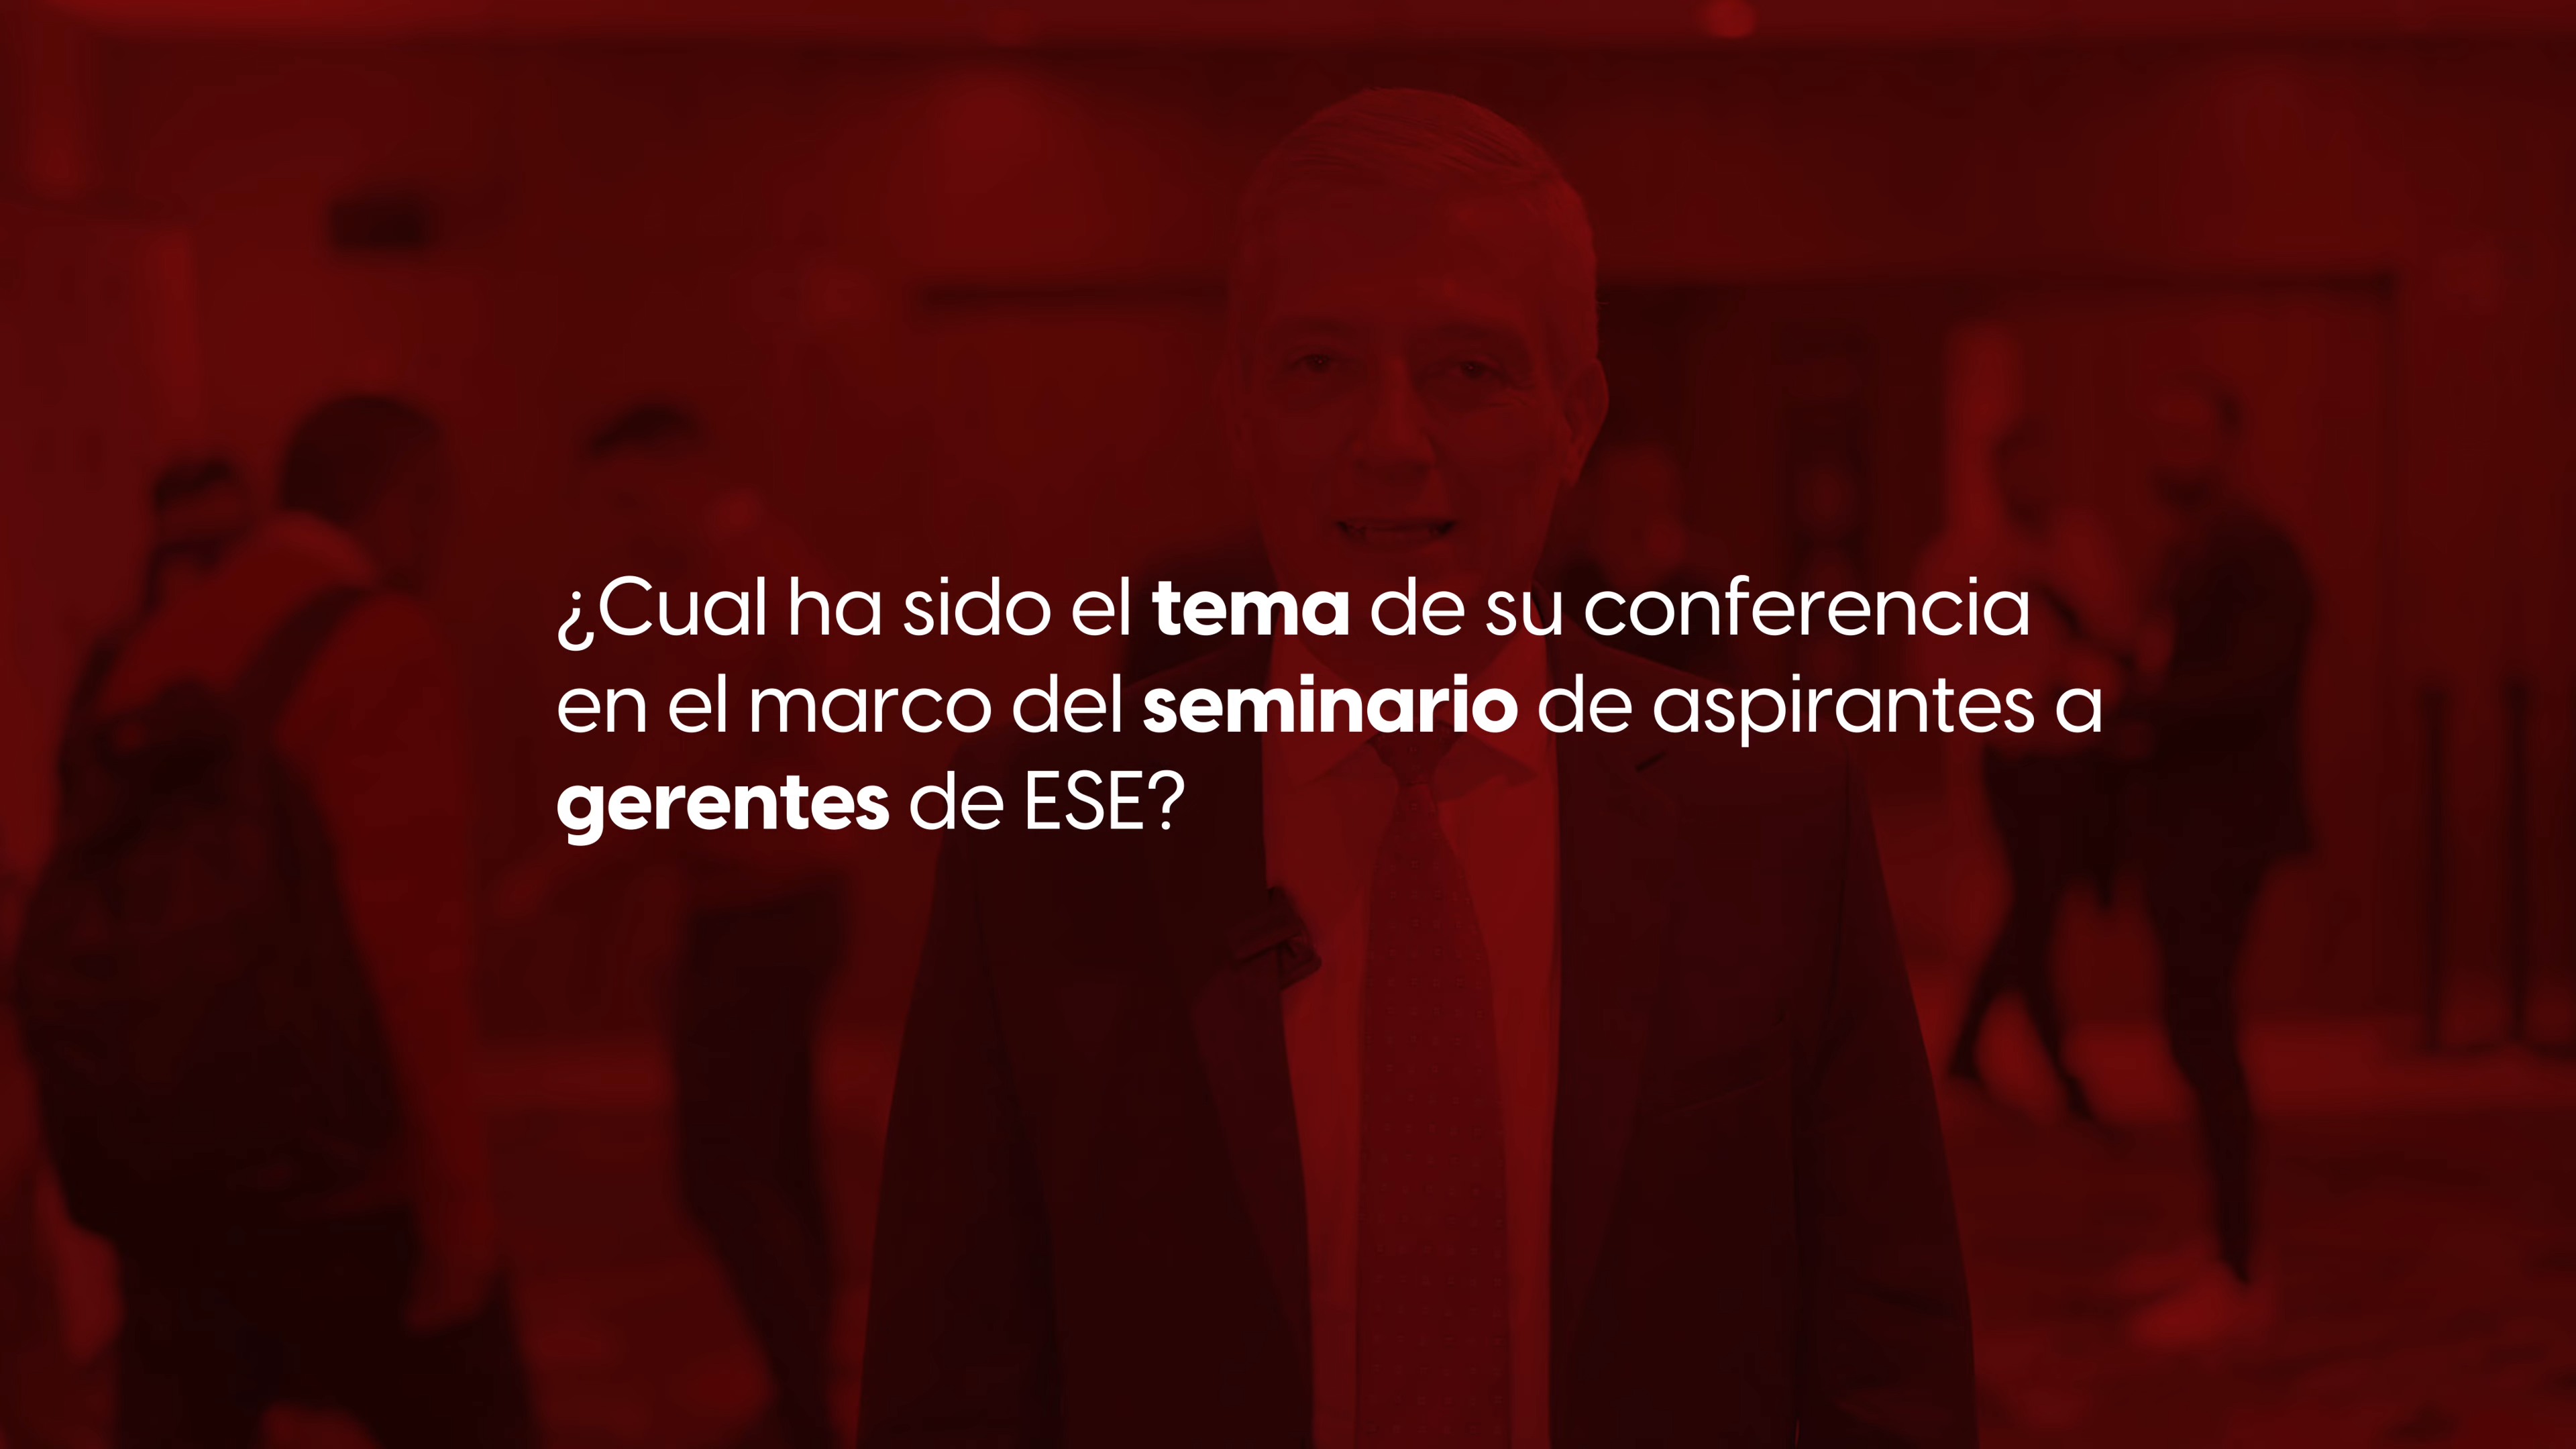 ¿Cual ha sido el tema de su conferencia
en el marco del seminario de aspirantes a
gerentes de ESE?